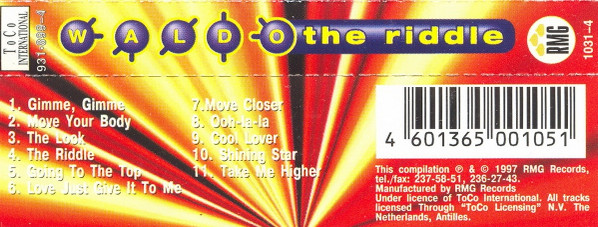 ToCo
INTERNATIONAL
WALDO the riddle
RMG
1031-4
1. Gimme, Gimme
2. Move Your Body
3. The Look
4. The Riddle
5. Going To The Top
6. Love Just Give It To Me
7.Move Closer
8. Ooh-la-la
9. Cool Lover
10. Shining Star
11. Take Me Higher
4 601365 001051
This compilation ℗ & © 1997 RMG Records,
tel./fax: 237-58-51, 236-27-43.
Manufactured by RMG Records
Under licence of ToCo International. All tracks
licensed Through "ToCo Licensing" N.V. The
Netherlands, Antilles.